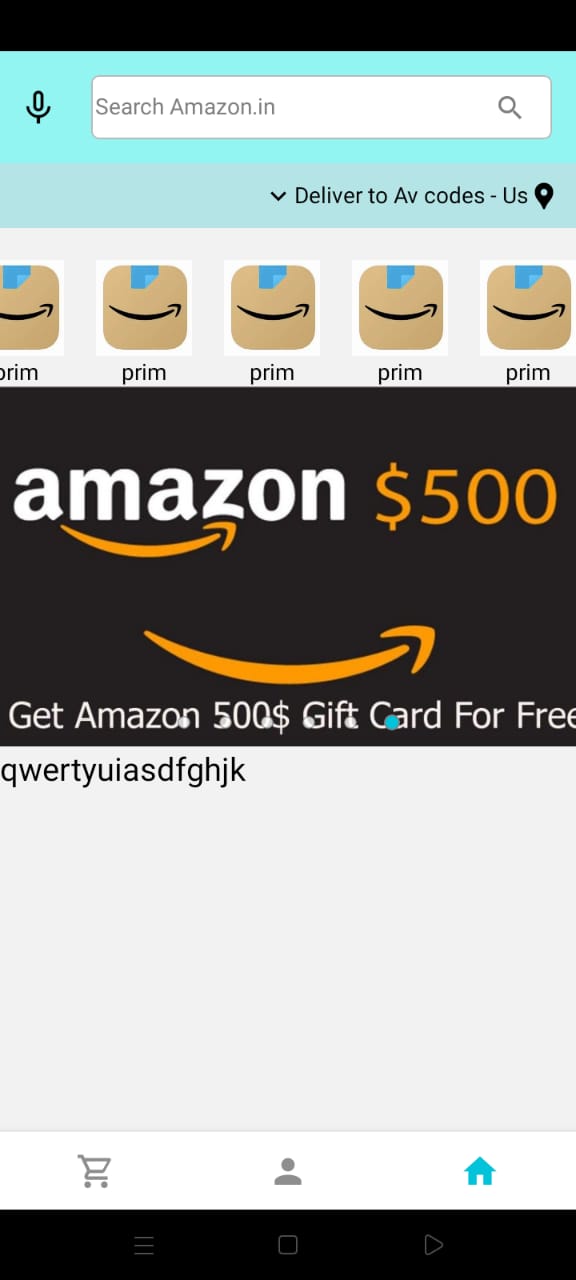 Search Amazon.in
Deliver to Av codes - Us
prim prim prim prim prim
amazon $500
Get Amazon 500$ Gift Card For Free
qwertyuiasdfghjk